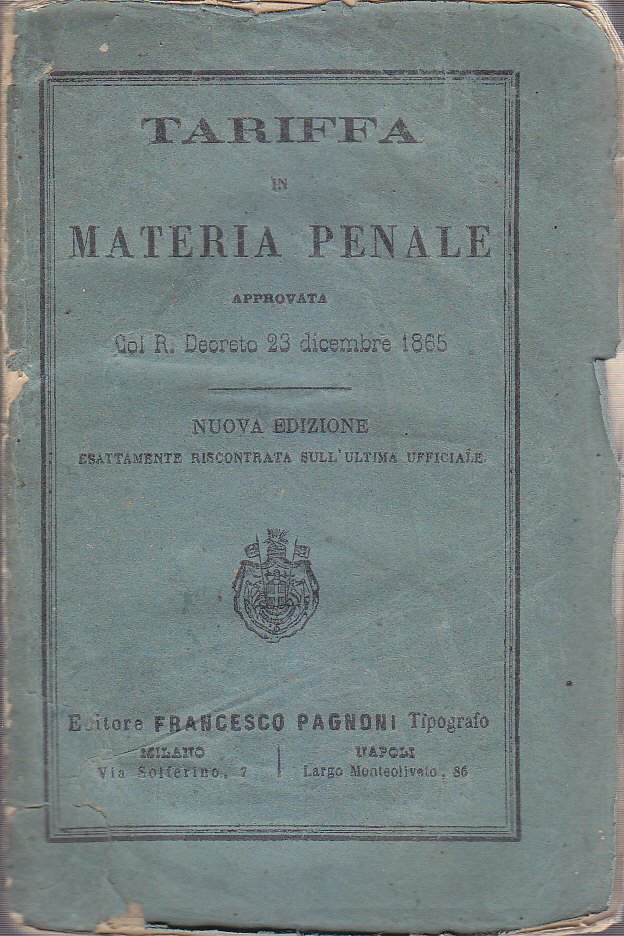 TARIFFA
IN
MATERIA PENALE
APPROVATA
Col R. Decreto 23 dicembre 1865
NUOVA EDIZIONE
ESATTAMENTE RISCONTRATA SULL'ULTIMA UFFICIALE
Editore FRANCESCO PAGNONI Tipografo
MILANO
Via Solferino, 7
NAPOLI
Largo Monteoliveto, 86